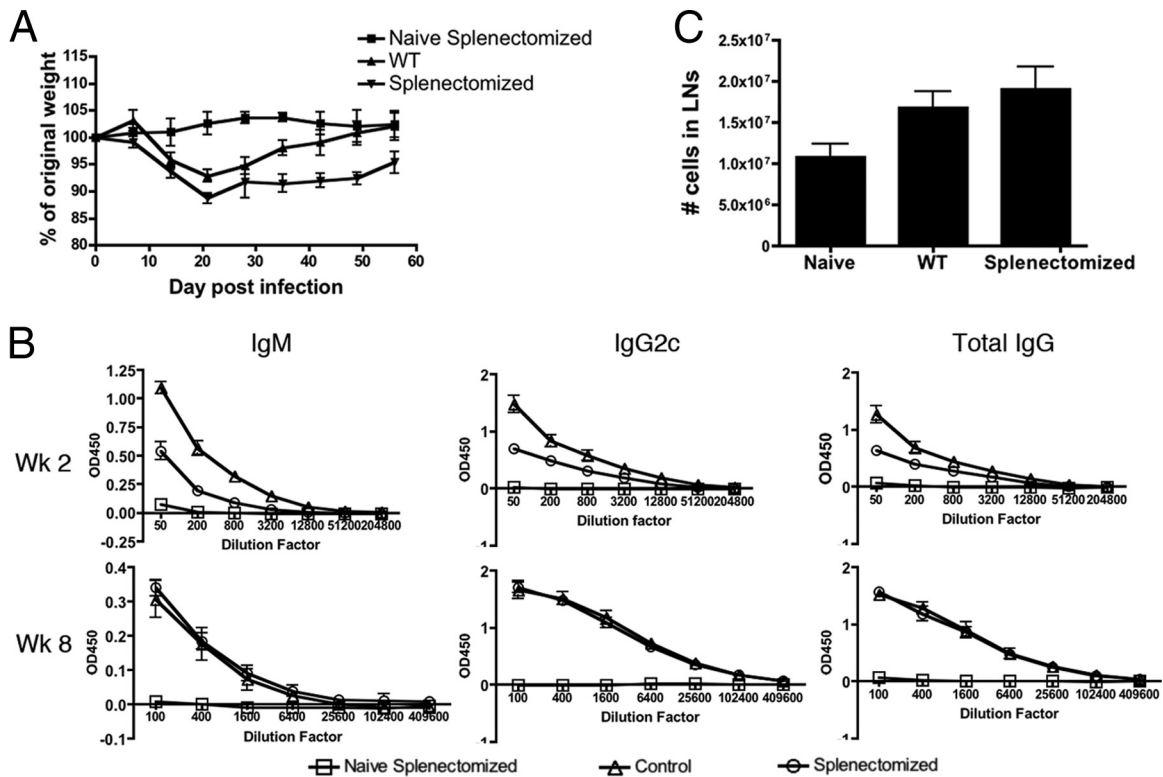 A
Naive Splenectomized
WT
Splenectomized
% of original weight
115
110
105
100
95
90
85
80
0 10 20 30 40 50 60
Day post infection
C
# cells in LNs
2.5x10⁷
2.0x10⁷
1.5x10⁷
1.0x10⁷
5.0x10⁶
0
Naive WT Splenectomized
B
IgM IgG2c Total IgG
Wk 2
OD450
1.25
1.00
0.75
0.50
0.25
0.00
-0.25
50 200 800 3200 12800 51200 204800
Dilution Factor
OD450
2
1
0
-1
50 200 800 3200 12800 51200 204800
Dilution factor
OD450
2
1
0
-1
50 200 800 3200 12800 51200 204800
Dilution Factor
Wk 8
OD450
0.4
0.3
0.2
0.1
0.0
-0.1
100 400 1600 6400 25600 102400 409600
Dilution Factor
OD450
2
1
0
-1
100 400 1600 6400 25600 102400 409600
Dilution Factor
OD450
2
1
0
-1
100 400 1600 6400 25600 102400 409600
Dilution Factor
Naive Splenectomized Control Splenectomized